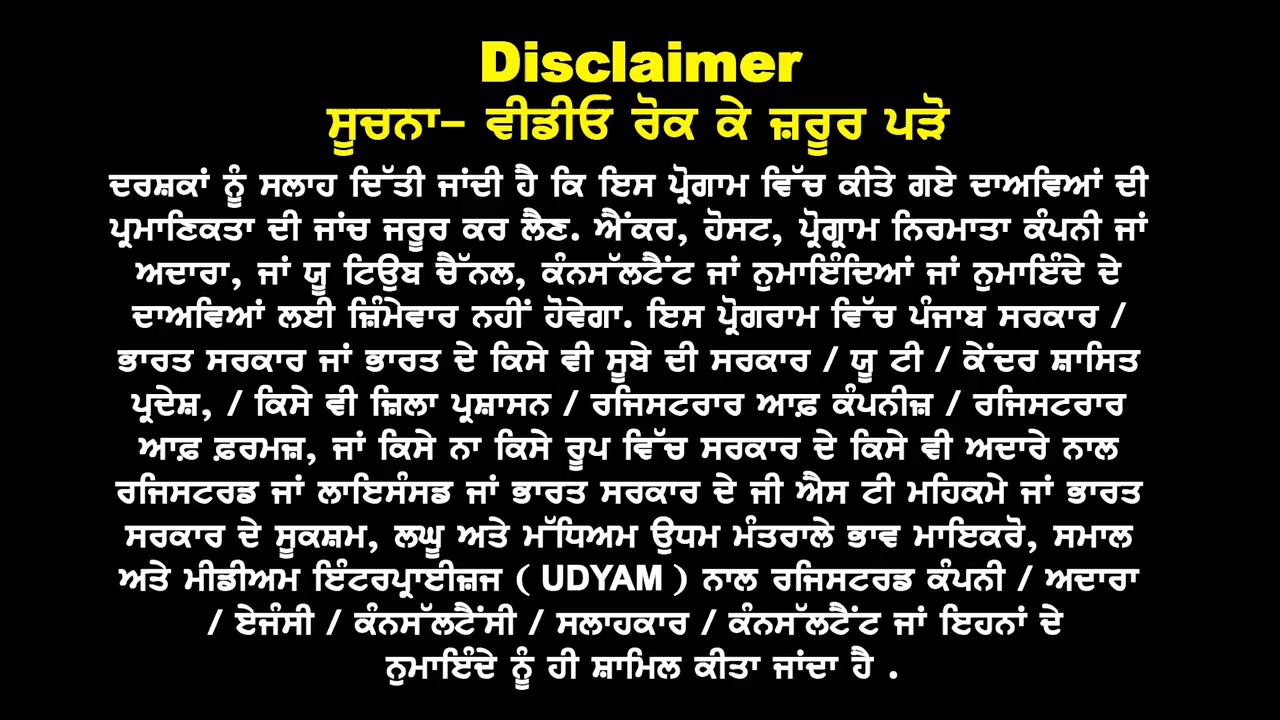 Disclaimer
ਸੂਚਨਾ- ਵੀਡੀਓ ਰੋਕ ਕੇ ਜ਼ਰੂਰ ਪੜੋ
ਦਰਸ਼ਕਾਂ ਨੂੰ ਸਲਾਹ ਦਿੱਤੀ ਜਾਂਦੀ ਹੈ ਕਿ ਇਸ ਪ੍ਰੋਗਾਮ ਵਿੱਚ ਕੀਤੇ ਗਏ ਦਾਅਵਿਆਂ ਦੀ
ਪ੍ਰਮਾਣਿਕਤਾ ਦੀ ਜਾਂਚ ਜਰੂਰ ਕਰ ਲੈਣ. ਐਂਕਰ, ਹੋਸਟ, ਪ੍ਰੋਗ੍ਰਾਮ ਨਿਰਮਾਤਾ ਕੰਪਨੀ ਜਾਂ
ਅਦਾਰਾ, ਜਾਂ ਯੂ ਟਿਊਬ ਚੈੱਨਲ, ਕੰਨਸੱਲਟੈਂਟ ਜਾਂ ਨੁਮਾਇੰਦਿਆਂ ਜਾਂ ਨੁਮਾਇੰਦੇ ਦੇ
ਦਾਅਵਿਆਂ ਲਈ ਜ਼ਿੰਮੇਵਾਰ ਨਹੀਂ ਹੋਵੇਗਾ. ਇਸ ਪ੍ਰੋਗਰਾਮ ਵਿੱਚ ਪੰਜਾਬ ਸਰਕਾਰ /
ਭਾਰਤ ਸਰਕਾਰ ਜਾਂ ਭਾਰਤ ਦੇ ਕਿਸੇ ਵੀ ਸੂਬੇ ਦੀ ਸਰਕਾਰ / ਯੂ ਟੀ / ਕੇਂਦਰ ਸ਼ਾਸਿਤ
ਪ੍ਰਦੇਸ਼, / ਕਿਸੇ ਵੀ ਜ਼ਿਲਾ ਪ੍ਰਸ਼ਾਸਨ / ਰਜਿਸਟਰਾਰ ਆਫ਼ ਕੰਪਨੀਜ਼ / ਰਜਿਸਟਰਾਰ
ਆਫ਼ ਫ਼ਰਮਜ਼, ਜਾਂ ਕਿਸੇ ਨਾ ਕਿਸੇ ਰੂਪ ਵਿੱਚ ਸਰਕਾਰ ਦੇ ਕਿਸੇ ਵੀ ਅਦਾਰੇ ਨਾਲ
ਰਜਿਸਟਰਡ ਜਾਂ ਲਾਇਸੰਸਡ ਜਾਂ ਭਾਰਤ ਸਰਕਾਰ ਦੇ ਜੀ ਐਸ ਟੀ ਮਹਿਕਮੇ ਜਾਂ ਭਾਰਤ
ਸਰਕਾਰ ਦੇ ਸੂਕਸ਼ਮ, ਲਘੂ ਅਤੇ ਮੱਧਿਅਮ ਉਧਮ ਮੰਤਰਾਲੇ ਭਾਵ ਮਾਇਕਰੋ, ਸਮਾਲ
ਅਤੇ ਮੀਡੀਅਮ ਇੰਟਰਪ੍ਰਾਈਜ਼ਜ ( UDYAM ) ਨਾਲ ਰਜਿਸਟਰਡ ਕੰਪਨੀ / ਅਦਾਰਾ
/ ਏਜੰਸੀ / ਕੰਨਸੱਲਟੈਂਸੀ / ਸਲਾਹਕਾਰ / ਕੰਨਸੱਲਟੈਂਟ ਜਾਂ ਇਹਨਾਂ ਦੇ
ਨੁਮਾਇੰਦੇ ਨੂੰ ਹੀ ਸ਼ਾਮਿਲ ਕੀਤਾ ਜਾਂਦਾ ਹੈ .